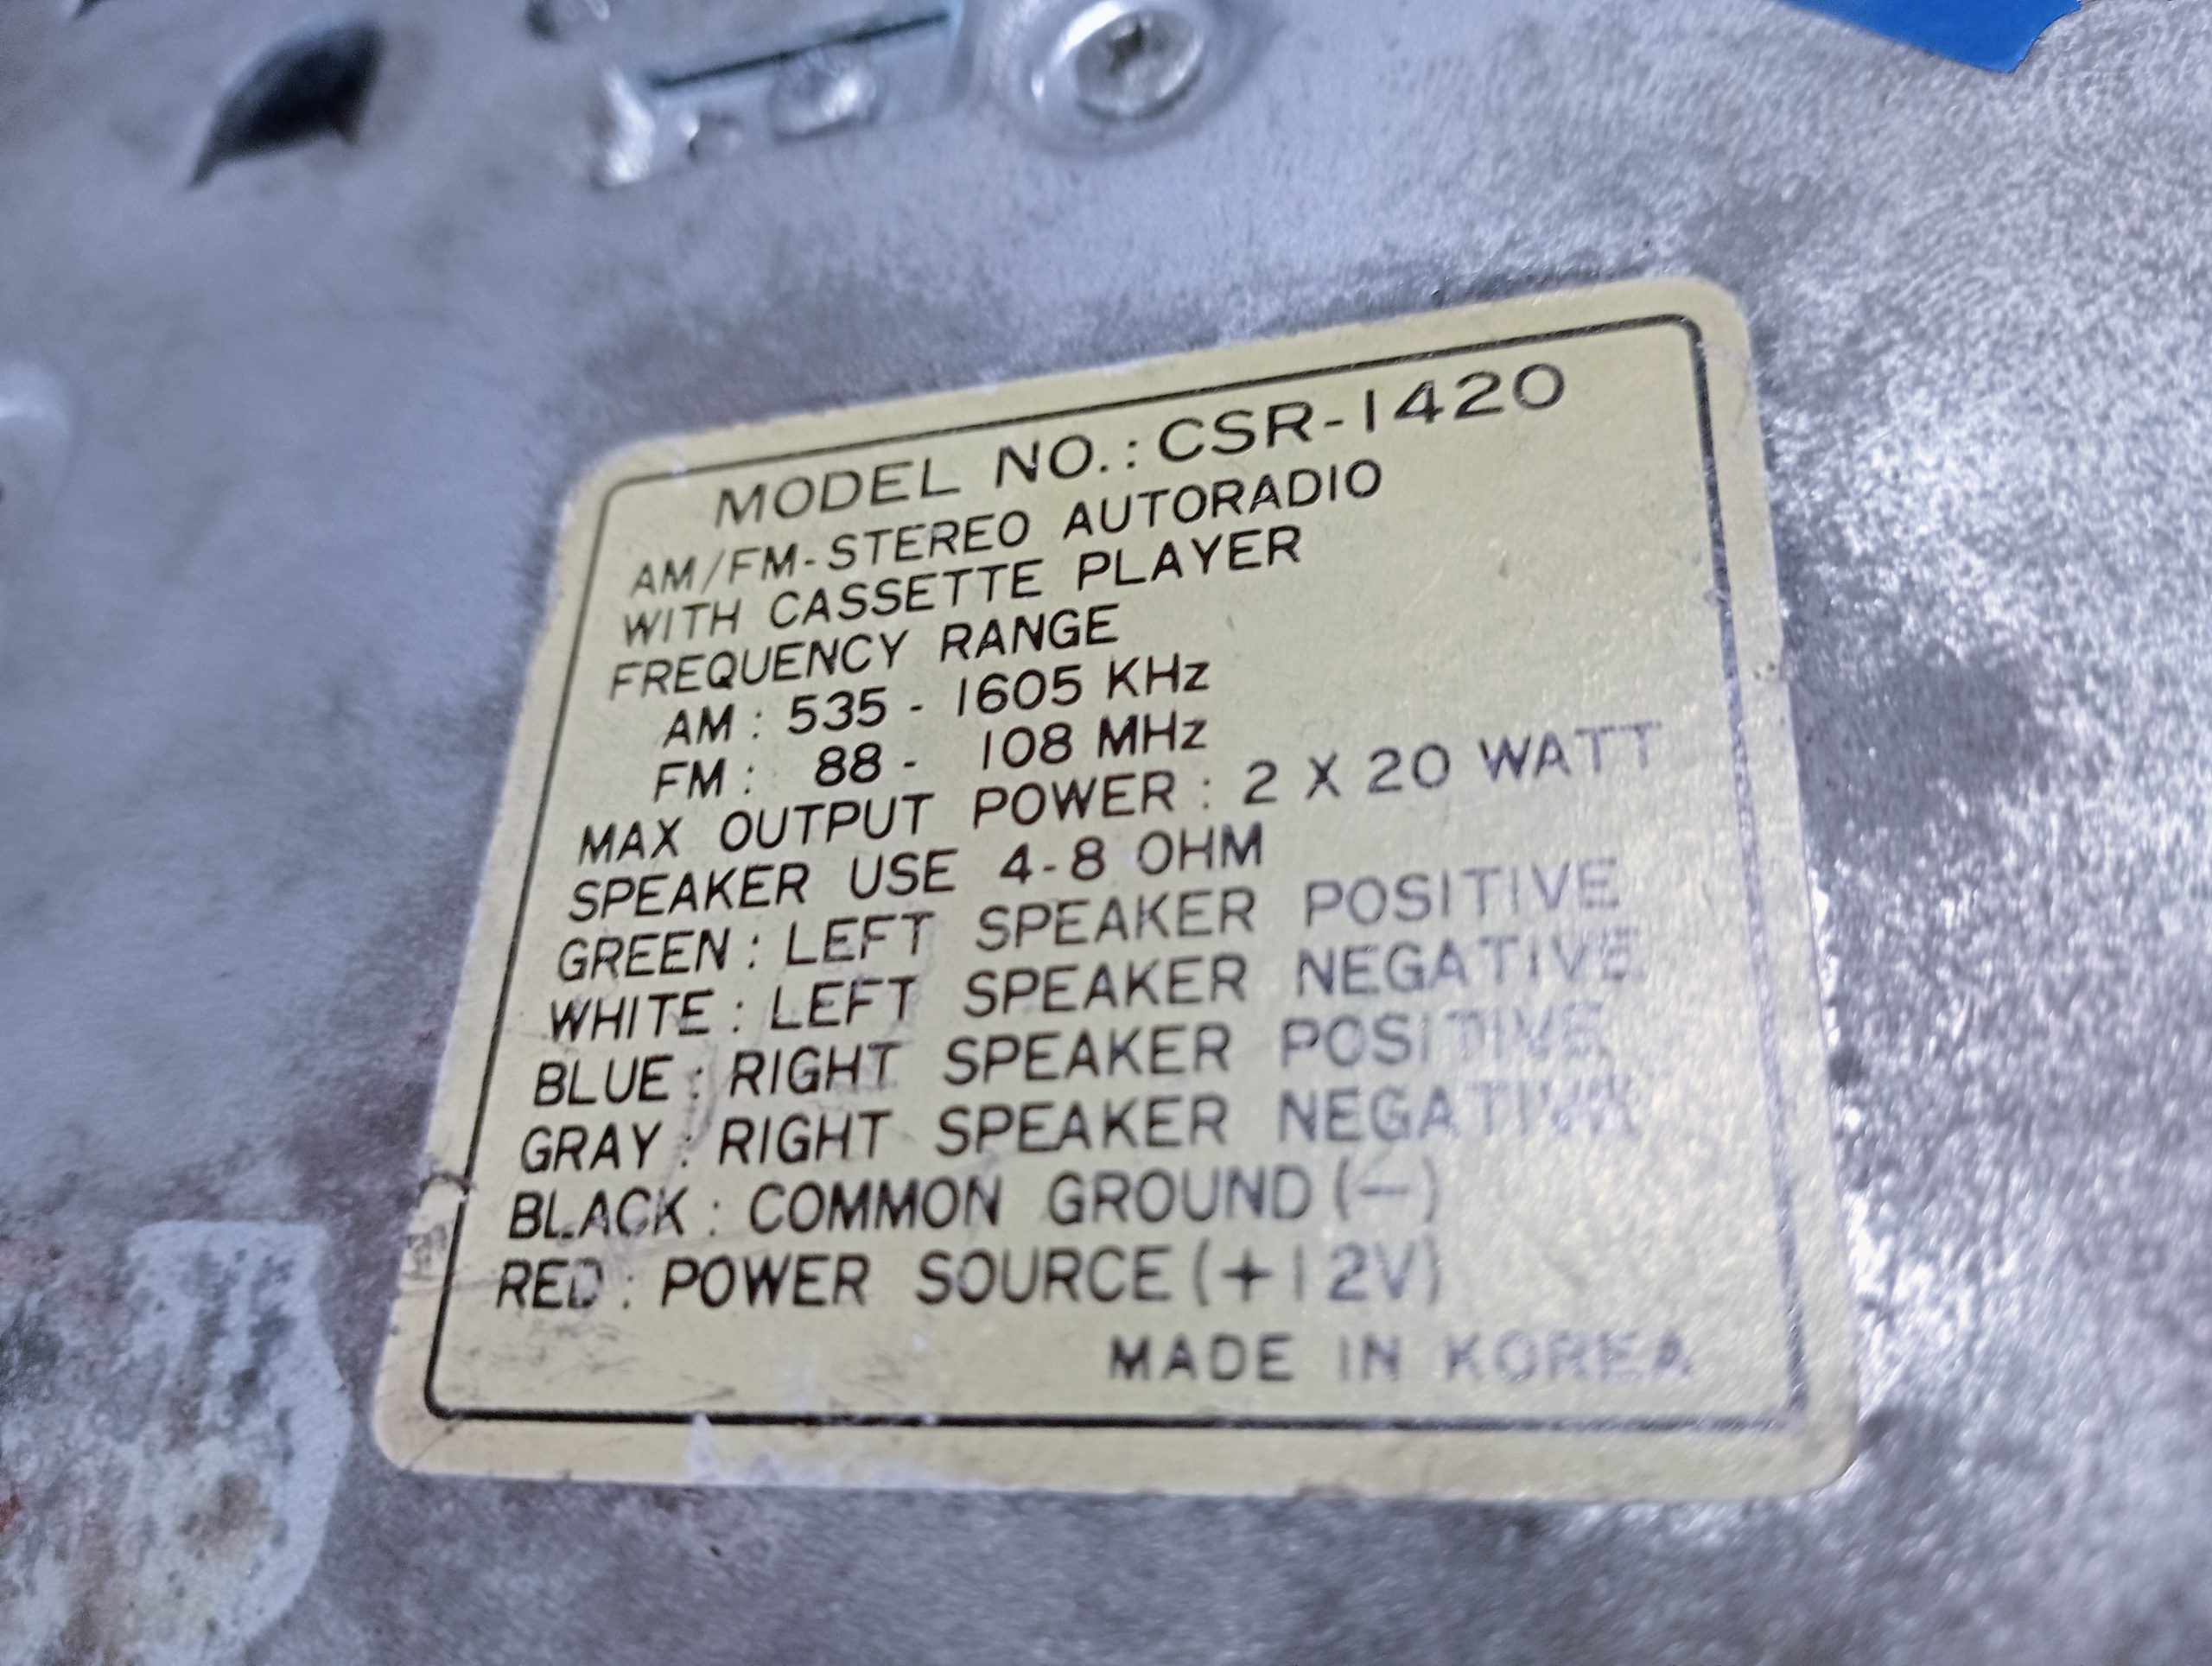 MODEL NO.: CSR-1420
AM/FM-STEREO AUTORADIO
WITH CASSETTE PLAYER
FREQUENCY RANGE
AM : 535 - 1605 KHz
FM : 88 - 108 MHz
MAX OUTPUT POWER : 2 X 20 WATT
SPEAKER USE 4-8 OHM
GREEN : LEFT SPEAKER POSITIVE
WHITE : LEFT SPEAKER NEGATIVE
BLUE : RIGHT SPEAKER POSITIVE
GRAY : RIGHT SPEAKER NEGATIVE
BLACK : COMMON GROUND (−)
RED : POWER SOURCE (+12V)
MADE IN KOREA